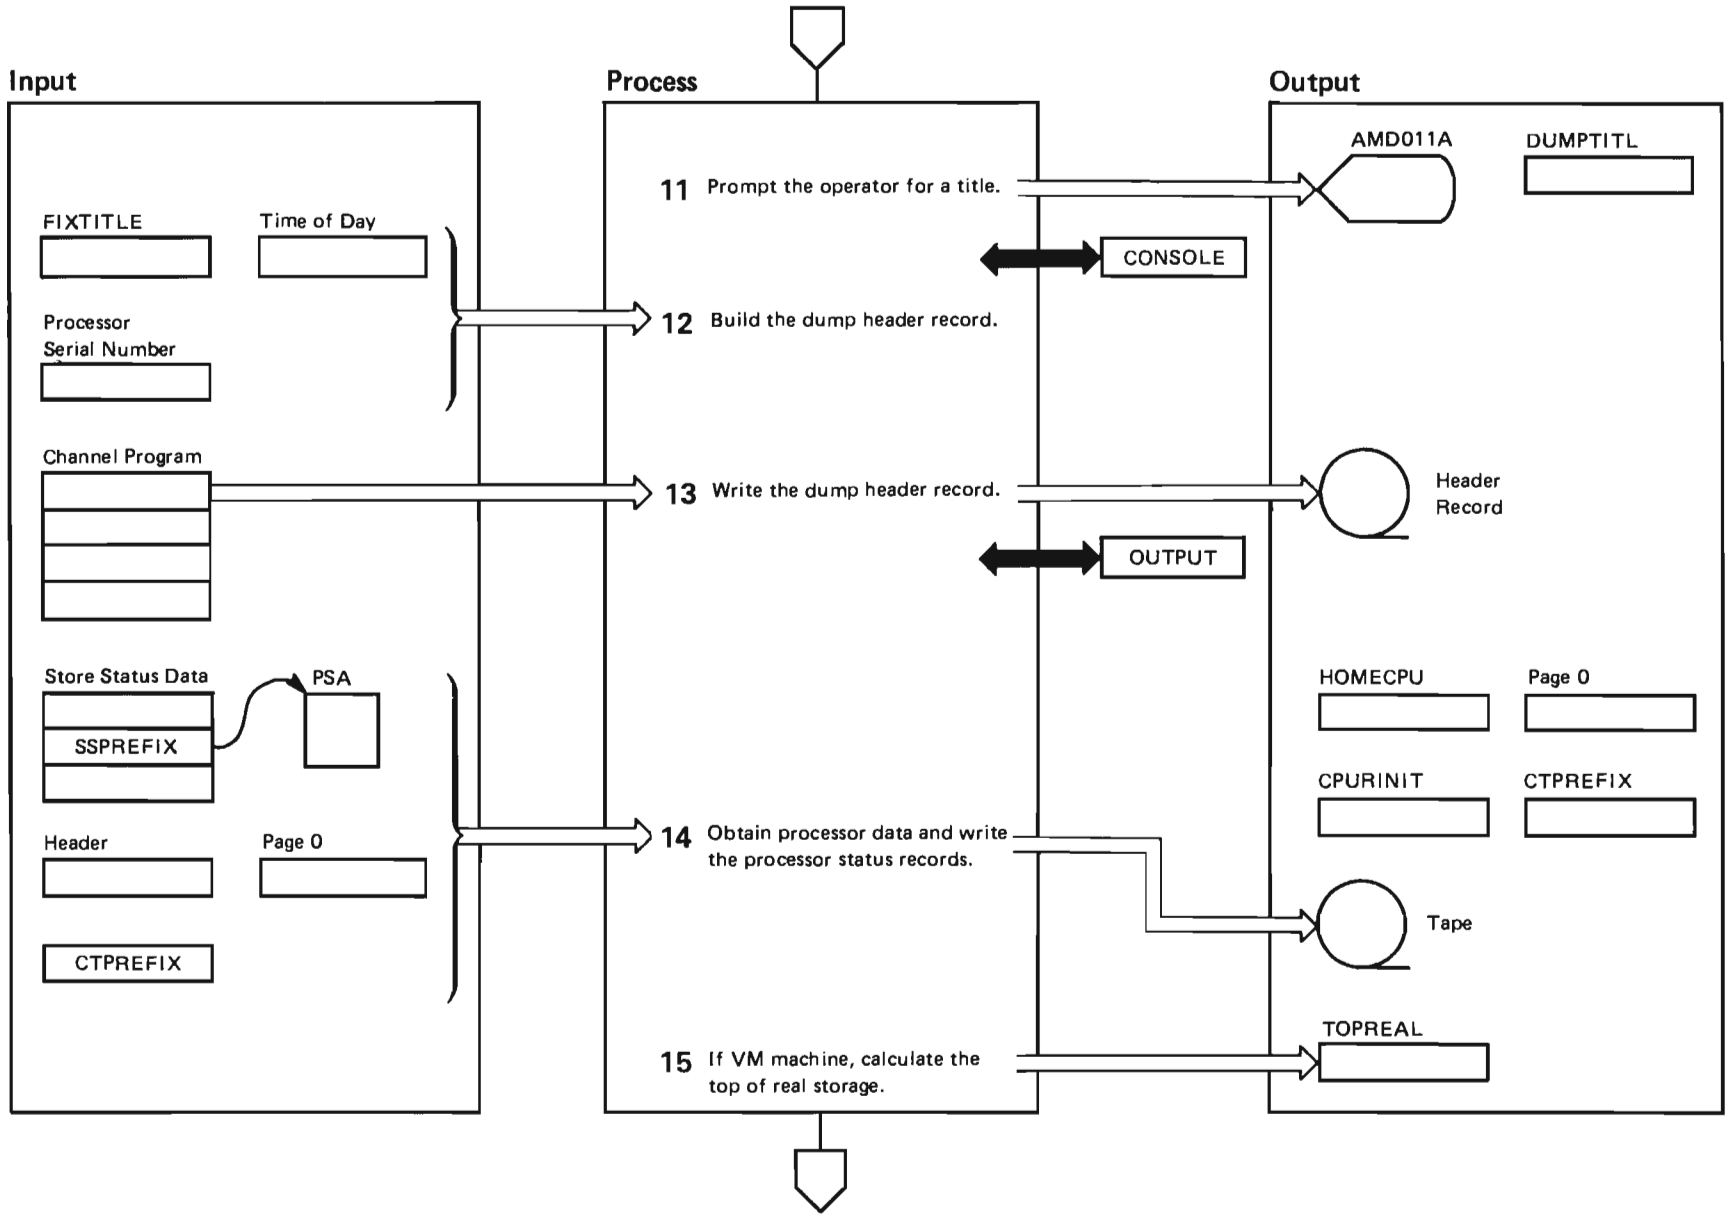 Input
Process
Output
AMD011A
DUMPTITL
11 Prompt the operator for a title.
FIXTITLE
Time of Day
CONSOLE
Processor
Serial Number
12 Build the dump header record.
Channel Program
13 Write the dump header record.
Header
Record
OUTPUT
Store Status Data
PSA
SSPREFIX
HOMECPU
Page 0
CPURINIT
CTPREFIX
Header
Page 0
14 Obtain processor data and write
the processor status records.
Tape
CTPREFIX
TOPREAL
15 If VM machine, calculate the
top of real storage.